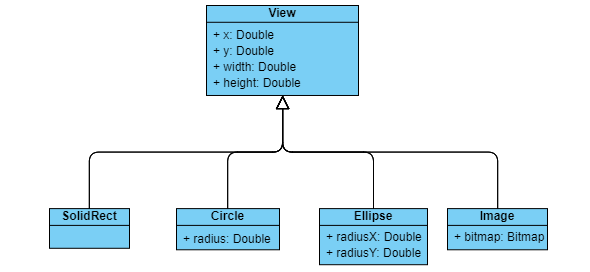 View
+ x: Double
+ y: Double
+ width: Double
+ height: Double
SolidRect
Circle
+ radius: Double
Ellipse
+ radiusX: Double
+ radiusY: Double
Image
+ bitmap: Bitmap